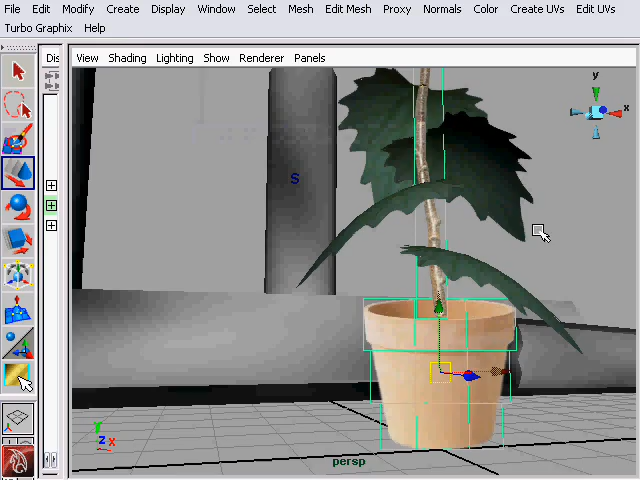 File Edit Modify Create Display Window Select Mesh Edit Mesh Proxy Normals Color Create UVs Edit UVs
Turbo Graphix Help
Dis
View Shading Lighting Show Renderer Panels
y
x
S
Y
Z X
persp